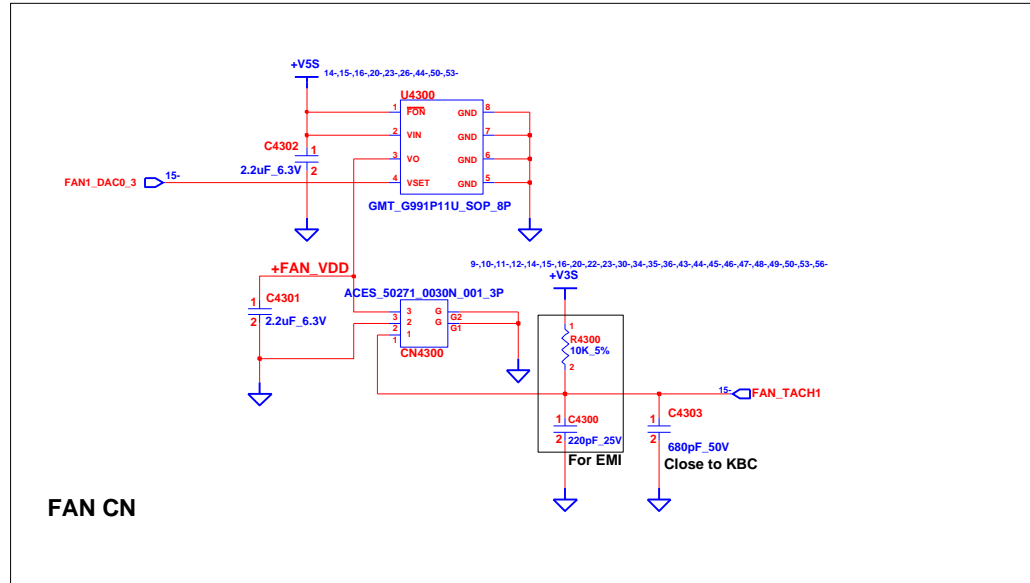 +V5S
14-,15-,16-,20-,23-,26-,44-,50-,53-
U4300
1 FON GND 8
2 VIN GND 7
3 VO GND 6
4 VSET GND 5
C4302
1
2
2.2uF_6.3V
FAN1_DAC0_3 15-
GMT_G991P11U_SOP_8P
+FAN_VDD
9-,10-,11-,12-,14-,15-,16-,20-,22-,23-,30-,34-,35-,36-,43-,44-,45-,46-,47-,48-,49-,50-,53-,56-
+V3S
ACES_50271_0030N_001_3P
C4301
1
2
2.2uF_6.3V
3 3 G G2
2 2 G G1
1 1
CN4300
1
R4300
10K_5%
2
15- FAN_TACH1
C4300
1
2
220pF_25V
C4303
1
2
680pF_50V
For EMI
Close to KBC
FAN CN